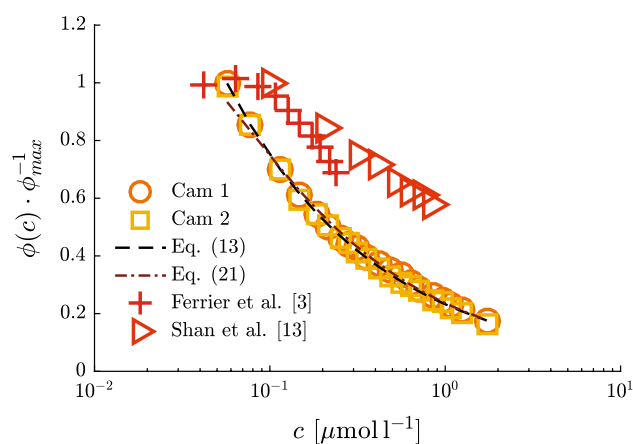 1.2
1
0.8
0.6
0.4
0.2
0
ϕ(c) · ϕ_{max}^{-1}
Cam 1
Cam 2
Eq. (13)
Eq. (21)
Ferrier et al. [3]
Shan et al. [13]
10^{-2} 10^{-1} 10^{0} 10^{1}
c [μmol l^{-1}]